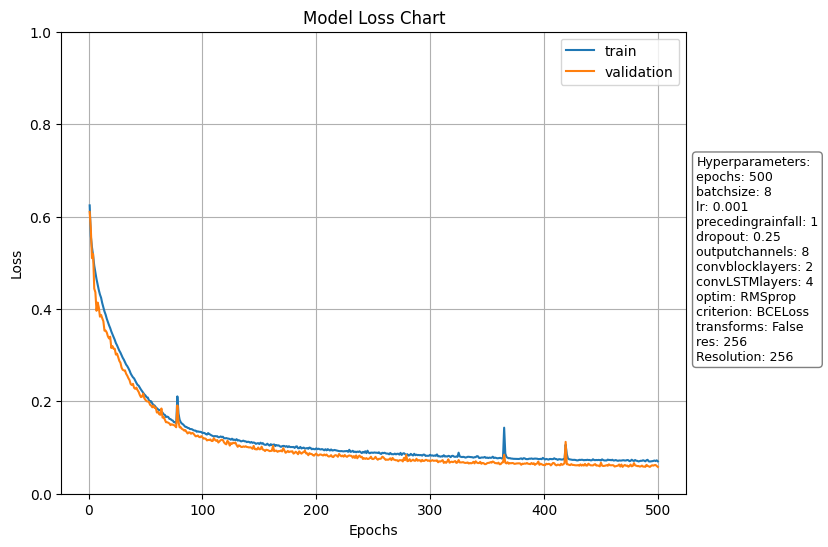 Model Loss Chart
1.0
0.8
0.6
0.4
0.2
0.0
Loss
0
100
200
300
400
500
Epochs
train
validation
Hyperparameters:
epochs: 500
batchsize: 8
lr: 0.001
precedingrainfall: 1
dropout: 0.25
outputchannels: 8
convblocklayers: 2
convLSTMlayers: 4
optim: RMSprop
criterion: BCELoss
transforms: False
res: 256
Resolution: 256